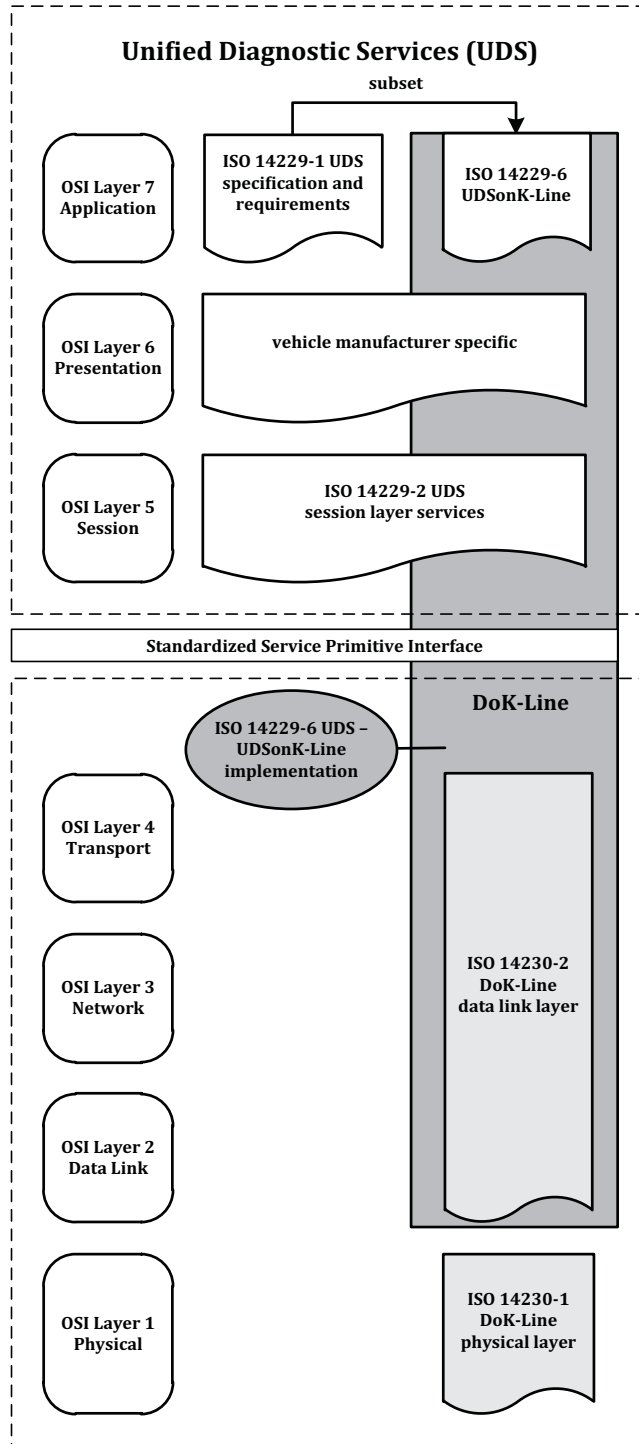 Unified Diagnostic Services (UDS)
subset
OSI Layer 7
Application
ISO 14229-1 UDS
specification and
requirements
ISO 14229-6
UDSonK-Line
OSI Layer 6
Presentation
vehicle manufacturer specific
OSI Layer 5
Session
ISO 14229-2 UDS
session layer services
Standardized Service Primitive Interface
DoK-Line
ISO 14229-6 UDS –
UDSonK-Line
implementation
OSI Layer 4
Transport
OSI Layer 3
Network
ISO 14230-2
DoK-Line
data link layer
OSI Layer 2
Data Link
OSI Layer 1
Physical
ISO 14230-1
DoK-Line
physical layer